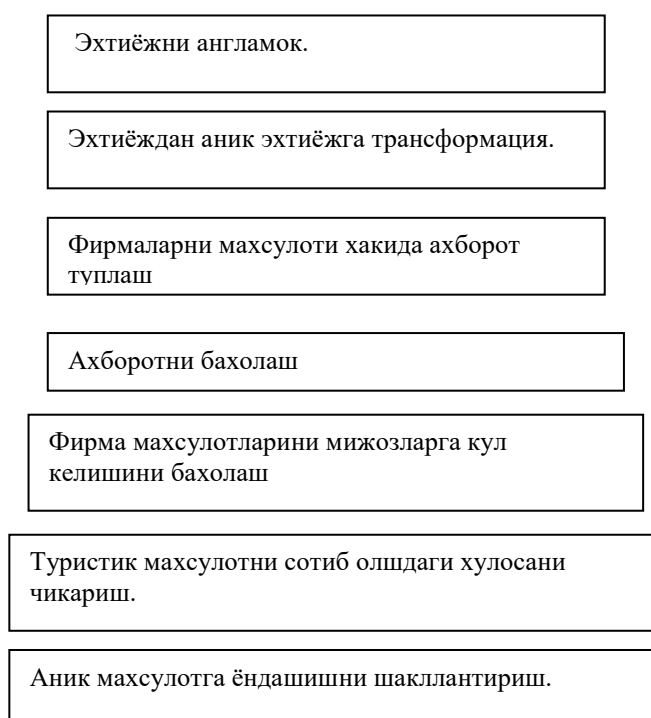 Эхтиёжни англамок.
Эхтиёждан аник эхтиёжга трансформация.
Фирмаларни махсулоти хакида ахборот
туплаш
Ахборотни бахолаш
Фирма махсулотларини мижозларга кул
келишини бахолаш
Туристик махсулотни сотиб олшдаги хулосани
чикариш.
Аник махсулотга ёндашишни шакллантириш.